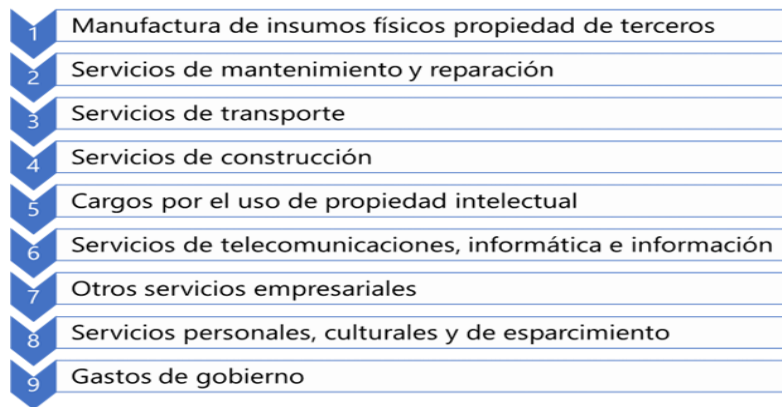 1 Manufactura de insumos físicos propiedad de terceros
2 Servicios de mantenimiento y reparación
3 Servicios de transporte
4 Servicios de construcción
5 Cargos por el uso de propiedad intelectual
6 Servicios de telecomunicaciones, informática e información
7 Otros servicios empresariales
8 Servicios personales, culturales y de esparcimiento
9 Gastos de gobierno